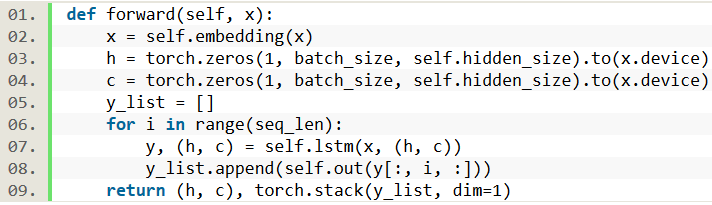 01. def forward(self, x):
02.     x = self.embedding(x)
03.     h = torch.zeros(1, batch_size, self.hidden_size).to(x.device)
04.     c = torch.zeros(1, batch_size, self.hidden_size).to(x.device)
05.     y_list = []
06.     for i in range(seq_len):
07.         y, (h, c) = self.lstm(x, (h, c))
08.         y_list.append(self.out(y[:, i, :]))
09.     return (h, c), torch.stack(y_list, dim=1)